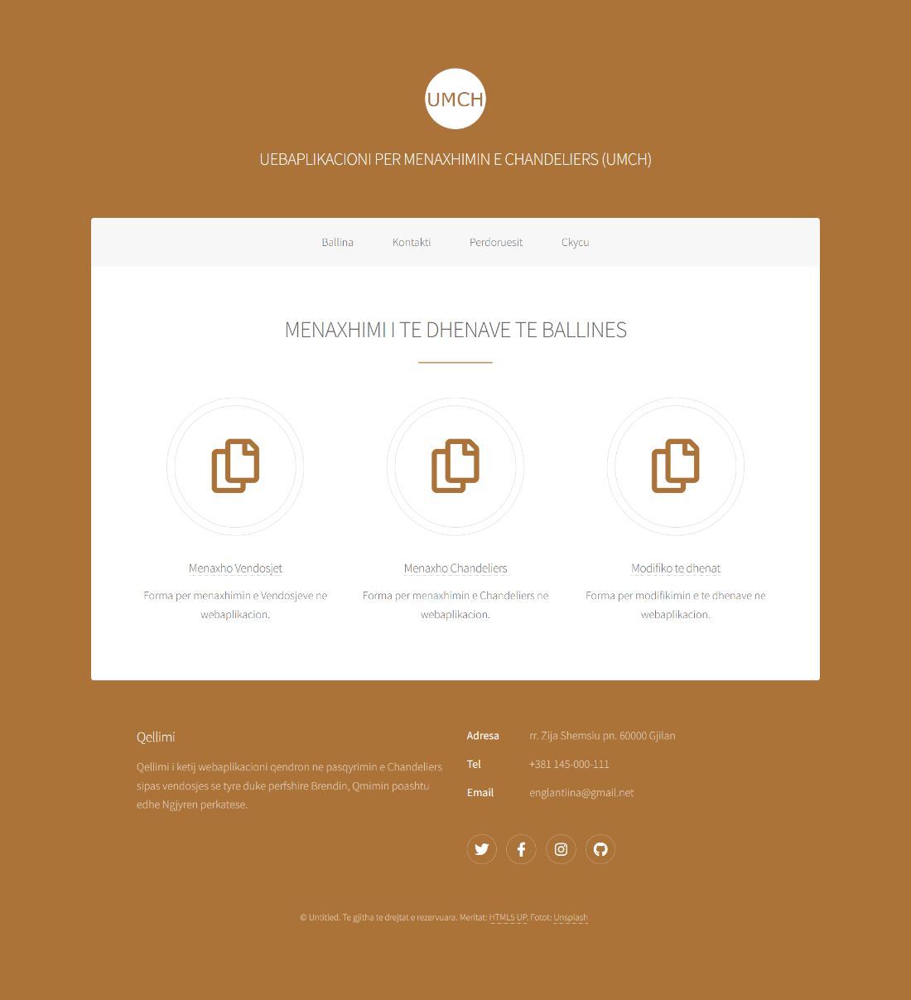 UMCH
UEBAPLIKACIONI PER MENAXHIMIN E CHANDELIERS (UMCH)
Ballina Kontakti Perdoruesit Ckycu
MENAXHIMI I TE DHENAVE TE BALLINES
Menaxho Vendosjet
Forma per menaxhimin e Vendosjeve ne
webaplikacion.
Menaxho Chandeliers
Forma per menaxhimin e Chandeliers ne
webaplikacion.
Modifiko te dhenat
Forma per modifikimin e te dhenave ne
webaplikacion.
Qellimi
Qellimi i ketij webaplikacioni qendron ne pasqyrimin e Chandeliers
sipas vendosjes se tyre duke perfshire Brendin, Qmimin poashtu
edhe Ngjyren perkatese.
Adresa rr. Zija Shemsiu pn. 60000 Gjilan
Tel +381 145-000-111
Email englantiina@gmail.net
© Untitled. Te gjitha te drejtat e rezervuara. Meritat: HTML5 UP. Fotot: Unsplash